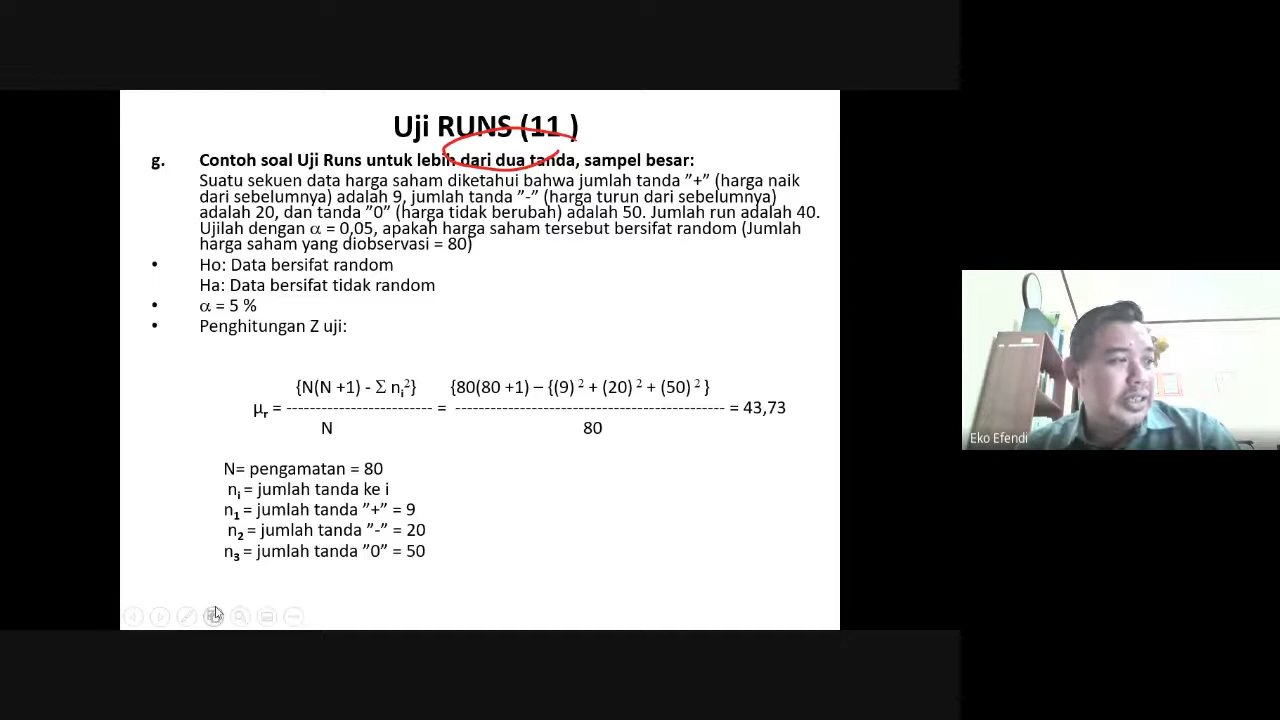 Uji RUNS (11 )
g. Contoh soal Uji Runs untuk lebih dari dua tanda, sampel besar:
Suatu sekuen data harga saham diketahui bahwa jumlah tanda ”+” (harga naik
dari sebelumnya) adalah 9, jumlah tanda ”-” (harga turun dari sebelumnya)
adalah 20, dan tanda ”0” (harga tidak berubah) adalah 50. Jumlah run adalah 40.
Ujilah dengan α = 0,05, apakah harga saham tersebut bersifat random (Jumlah
harga saham yang diobservasi = 80)
• Ho: Data bersifat random
Ha: Data bersifat tidak random
• α = 5 %
• Penghitungan Z uji:
{N(N +1) - Σ nᵢ²} {80(80 +1) – {(9) ² + (20) ² + (50) ² }
μᵣ = ------------------------- = ---------------------------------------------- = 43,73
N 80
N= pengamatan = 80
nᵢ = jumlah tanda ke i
n₁ = jumlah tanda ”+” = 9
n₂ = jumlah tanda ”-” = 20
n₃ = jumlah tanda ”0” = 50
Eko Efendi